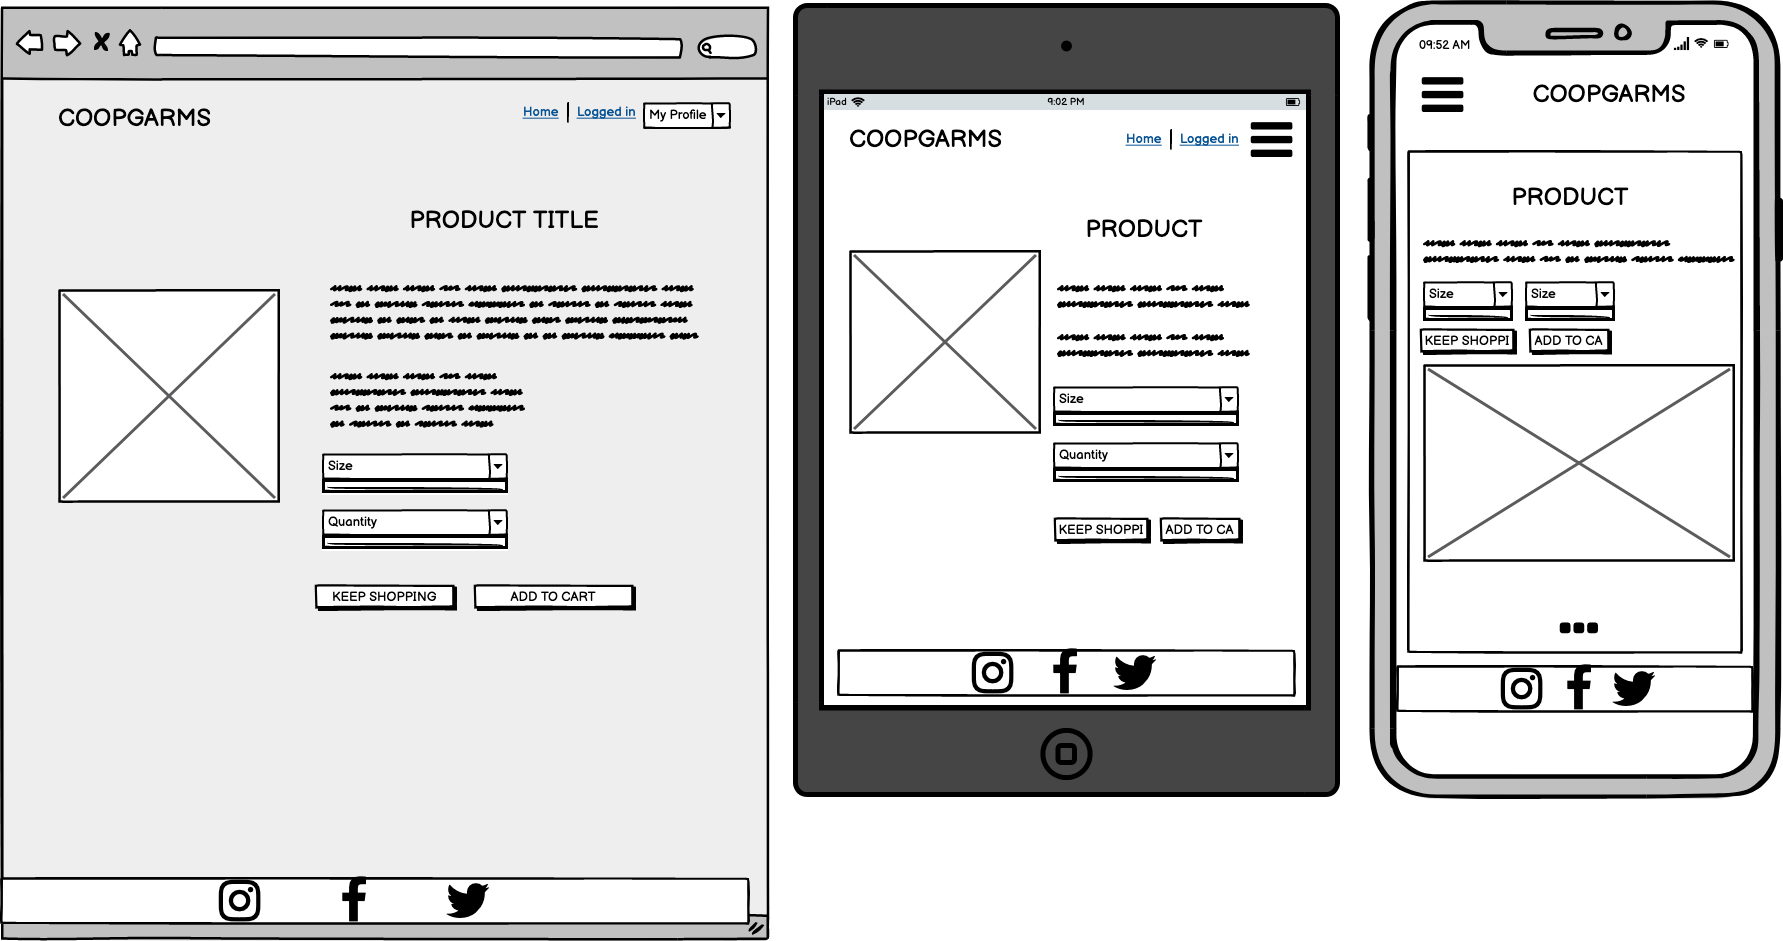 COOPGARMS
Home | Logged in My Profile
PRODUCT TITLE
Size
Quantity
KEEP SHOPPING ADD TO CART
iPad 9:02 PM
COOPGARMS Home | Logged in
PRODUCT
Size
Quantity
KEEP SHOPPI ADD TO CA
09:52 AM
COOPGARMS
PRODUCT
Size Size
KEEP SHOPPI ADD TO CA